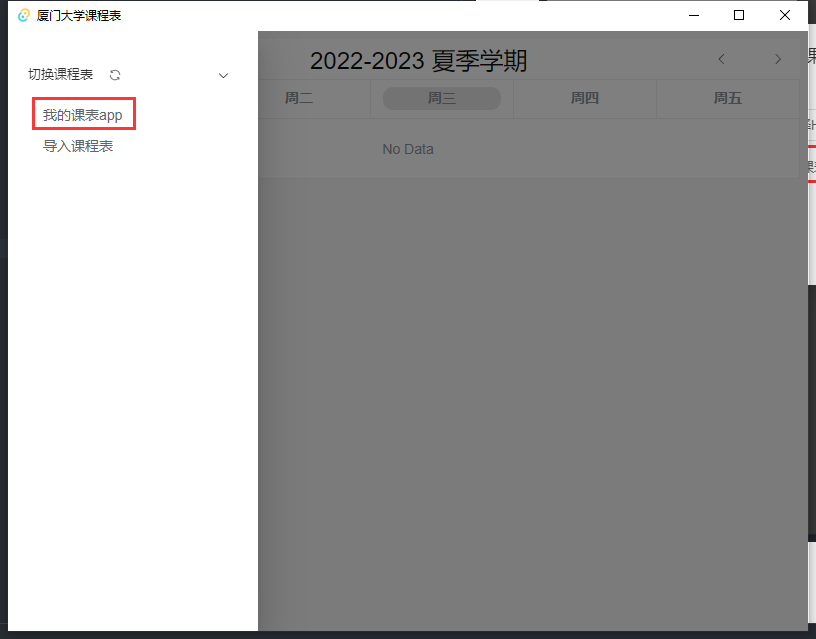 厦门大学课程表
切换课程表
我的课表app
导入课程表
2022-2023 夏季学期
周二 周三 周四 周五
No Data